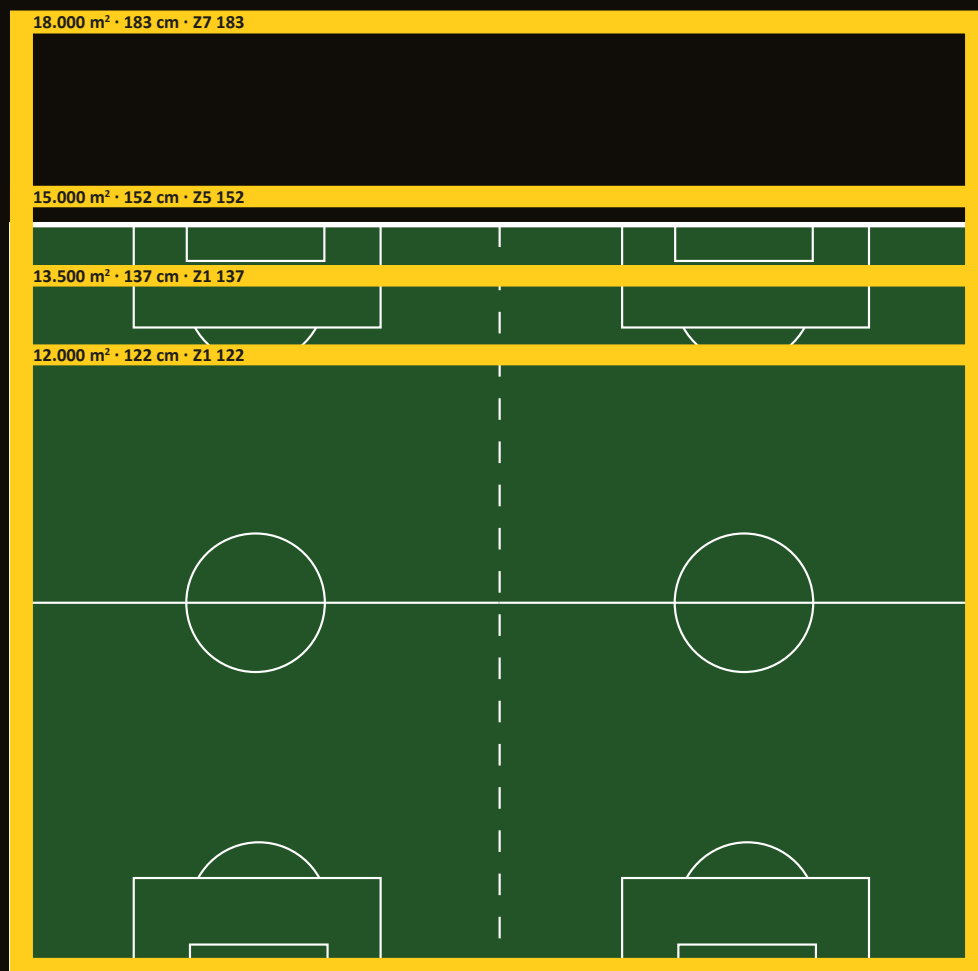 18.000 m² · 183 cm · Z7 183
15.000 m² · 152 cm · Z5 152
13.500 m² · 137 cm · Z1 137
12.000 m² · 122 cm · Z1 122